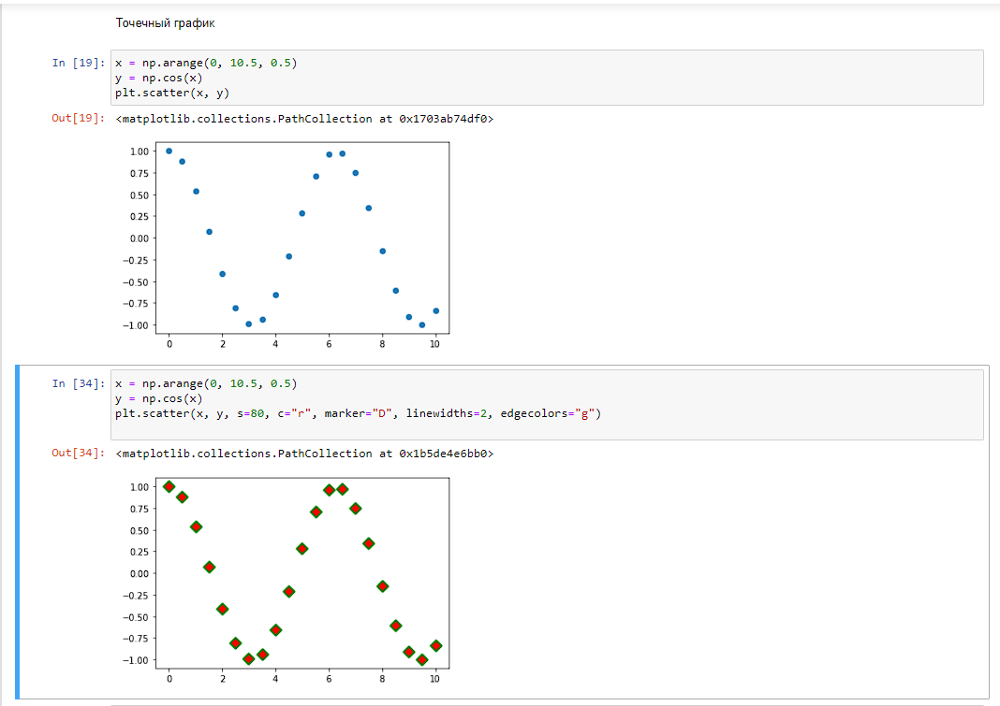 Точечный график
In [19]: x = np.arange(0, 10.5, 0.5)
y = np.cos(x)
plt.scatter(x, y)
Out[19]: <matplotlib.collections.PathCollection at 0x1703ab74df0>
1.00
0.75
0.50
0.25
0.00
−0.25
−0.50
−0.75
−1.00
0 2 4 6 8 10
In [34]: x = np.arange(0, 10.5, 0.5)
y = np.cos(x)
plt.scatter(x, y, s=80, c="r", marker="D", linewidths=2, edgecolors="g")
Out[34]: <matplotlib.collections.PathCollection at 0x1b5de4e6bb0>
1.00
0.75
0.50
0.25
0.00
−0.25
−0.50
−0.75
−1.00
0 2 4 6 8 10